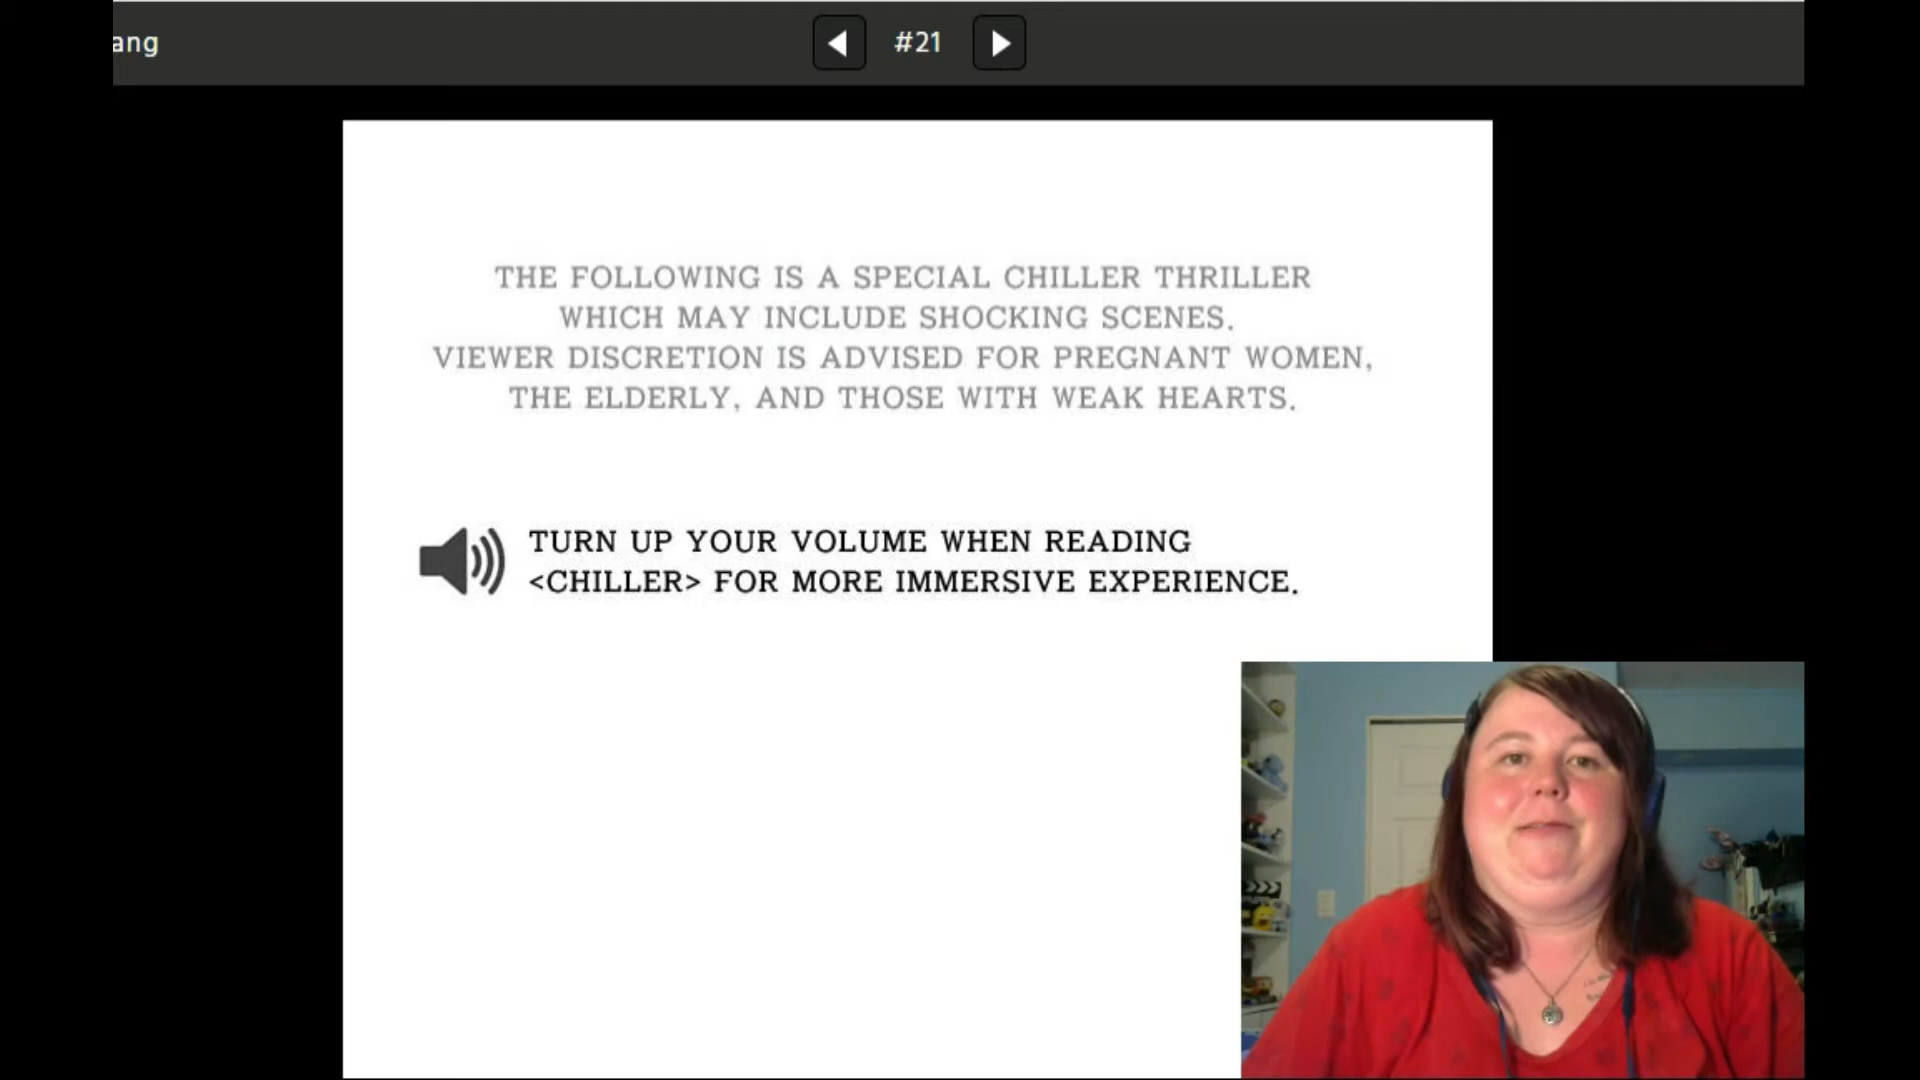 ang
#21
THE FOLLOWING IS A SPECIAL CHILLER THRILLER
WHICH MAY INCLUDE SHOCKING SCENES.
VIEWER DISCRETION IS ADVISED FOR PREGNANT WOMEN,
THE ELDERLY, AND THOSE WITH WEAK HEARTS.
TURN UP YOUR VOLUME WHEN READING
<CHILLER> FOR MORE IMMERSIVE EXPERIENCE.